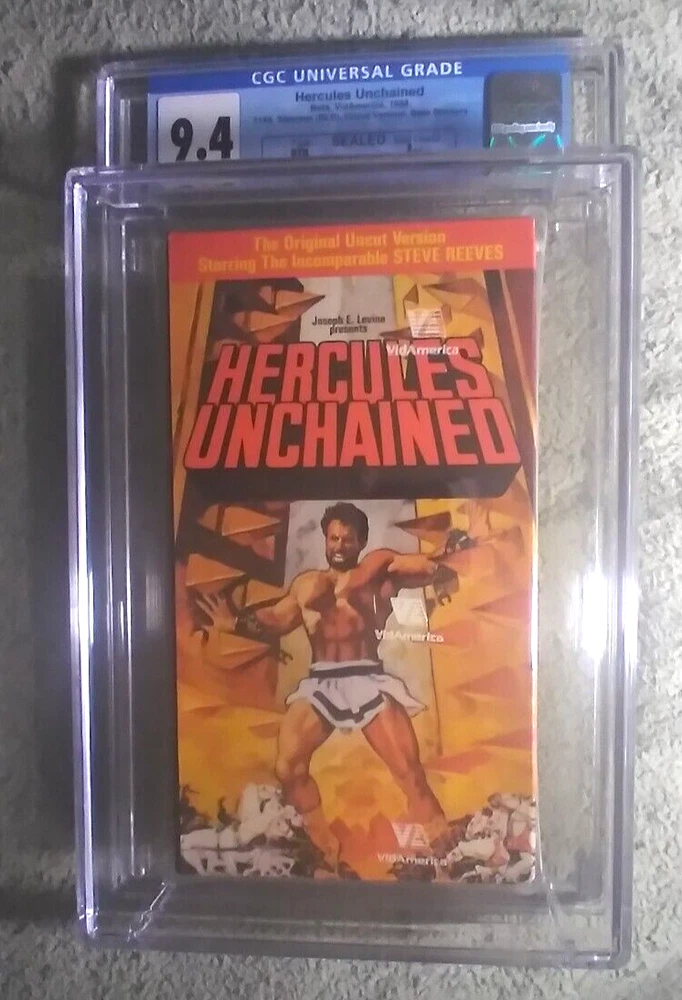 CGC UNIVERSAL GRADE
Hercules Unchained
9.4
SEALED
The Original Uncut Version
Starring The Incomparable STEVE REEVES
Joseph E. Levine
presents
VidAmerica
HERCULES
UNCHAINED
VidAmerica
VidAmerica